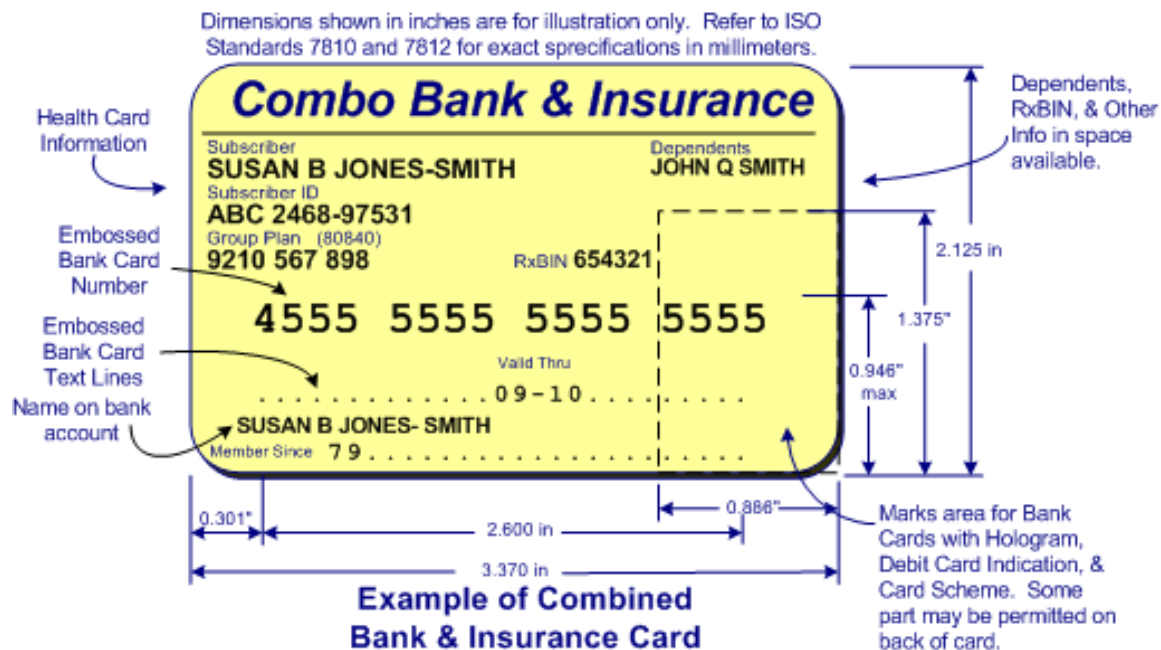 Dimensions shown in inches are for illustration only. Refer to ISO
Standards 7810 and 7812 for exact sprecifications in millimeters.
Combo Bank & Insurance
Health Card
Information
Dependents,
RxBIN, & Other
Info in space
available.
Subscriber
SUSAN B JONES-SMITH
Dependents
JOHN Q SMITH
Subscriber ID
ABC 2468-97531
Group Plan (80840)
9210 567 898
RxBIN 654321
Embossed
Bank Card
Number
4555 5555 5555 5555
Embossed
Bank Card
Text Lines
Valid Thru
. . . . . . . . . . . . . 09-10. . . . . . . . .
Name on bank
account
SUSAN B JONES- SMITH
Member Since 79. . . . . . . . . . . . . . . . . . . . .
2.125 in
1.375"
0.946"
max
0.301"
2.600 in
0.886"
3.370 in
Marks area for Bank
Cards with Hologram,
Debit Card Indication, &
Card Scheme. Some
part may be permitted on
back of card.
Example of Combined
Bank & Insurance Card